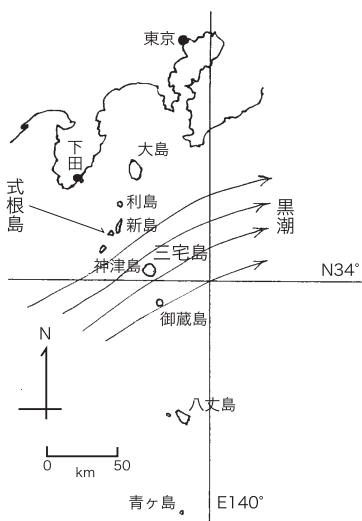 東京
下田
大島
式根島
利島
新島
神津島
三宅島
黒潮
N34°
御蔵島
N
八丈島
0 50
km
青ヶ島
E140°